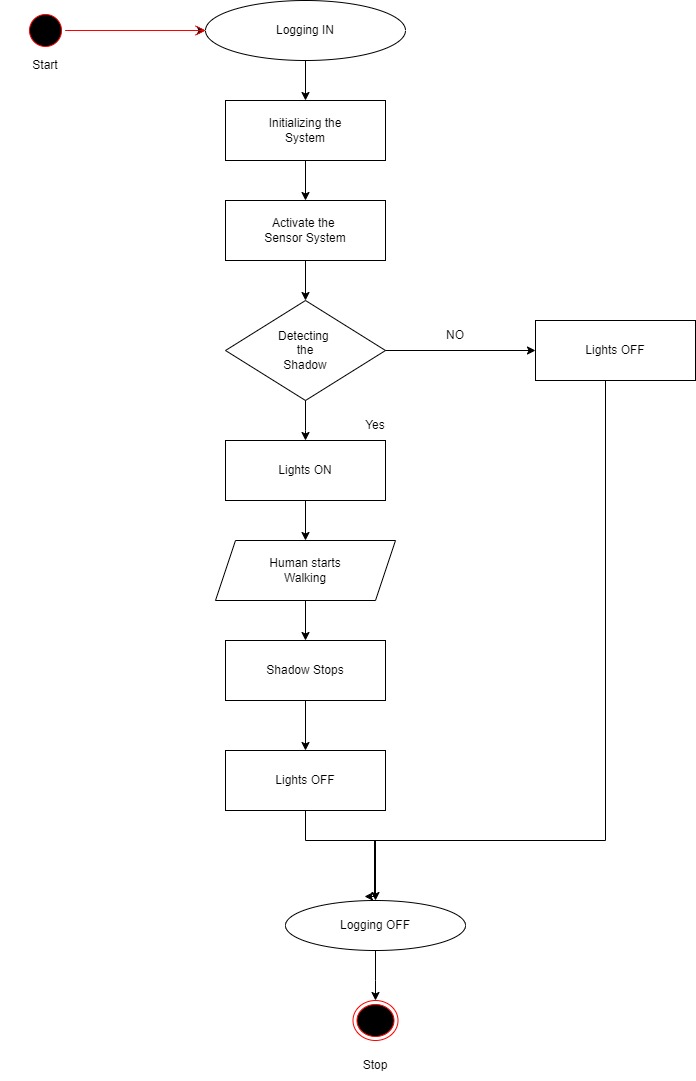 Logging IN
Start
Initializing the
System
Activate the
Sensor System
Detecting
the
Shadow
NO
Lights OFF
Yes
Lights ON
Human starts
Walking
Shadow Stops
Lights OFF
Logging OFF
Stop